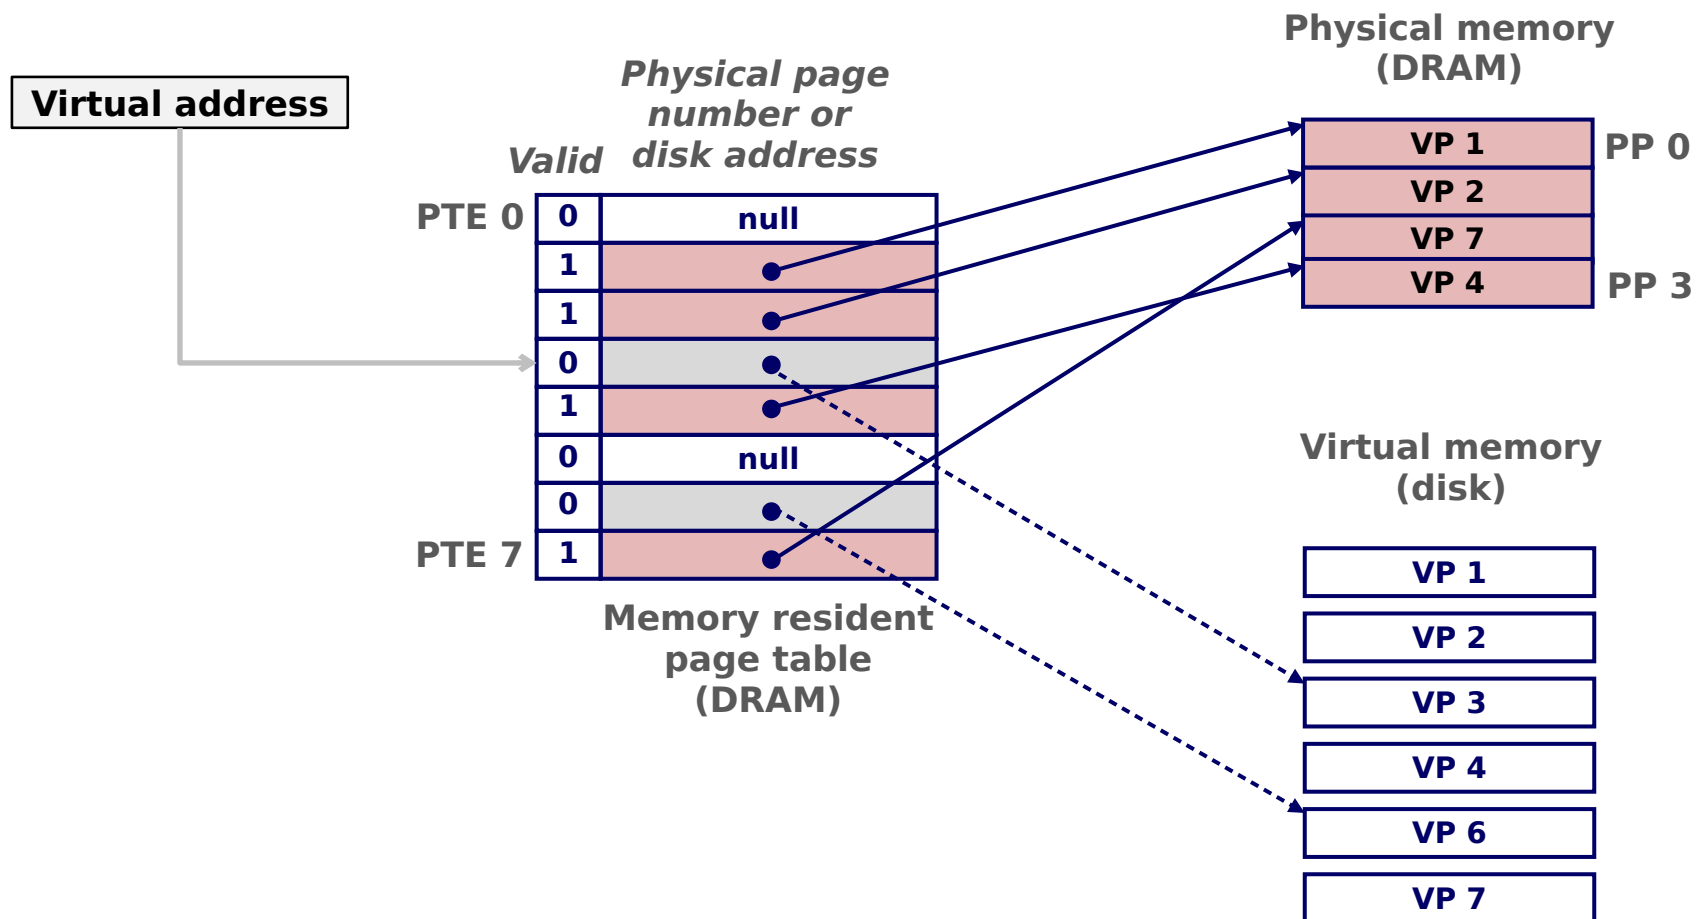 Physical memory
(DRAM)
Virtual address
Physical page
number or
disk address
Valid
VP 1
PP 0
VP 2
VP 7
VP 4
PP 3
PTE 0
0
null
1
1
0
1
0
null
0
PTE 7
1
Memory resident
page table
(DRAM)
Virtual memory
(disk)
VP 1
VP 2
VP 3
VP 4
VP 6
VP 7